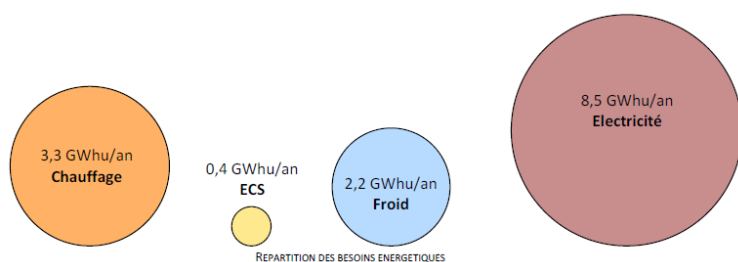 3,3 GWhu/an
Chauffage
0,4 GWhu/an
ECS
2,2 GWhu/an
Froid
8,5 GWhu/an
Electricité
REPARTITION DES BESOINS ENERGETIQUES